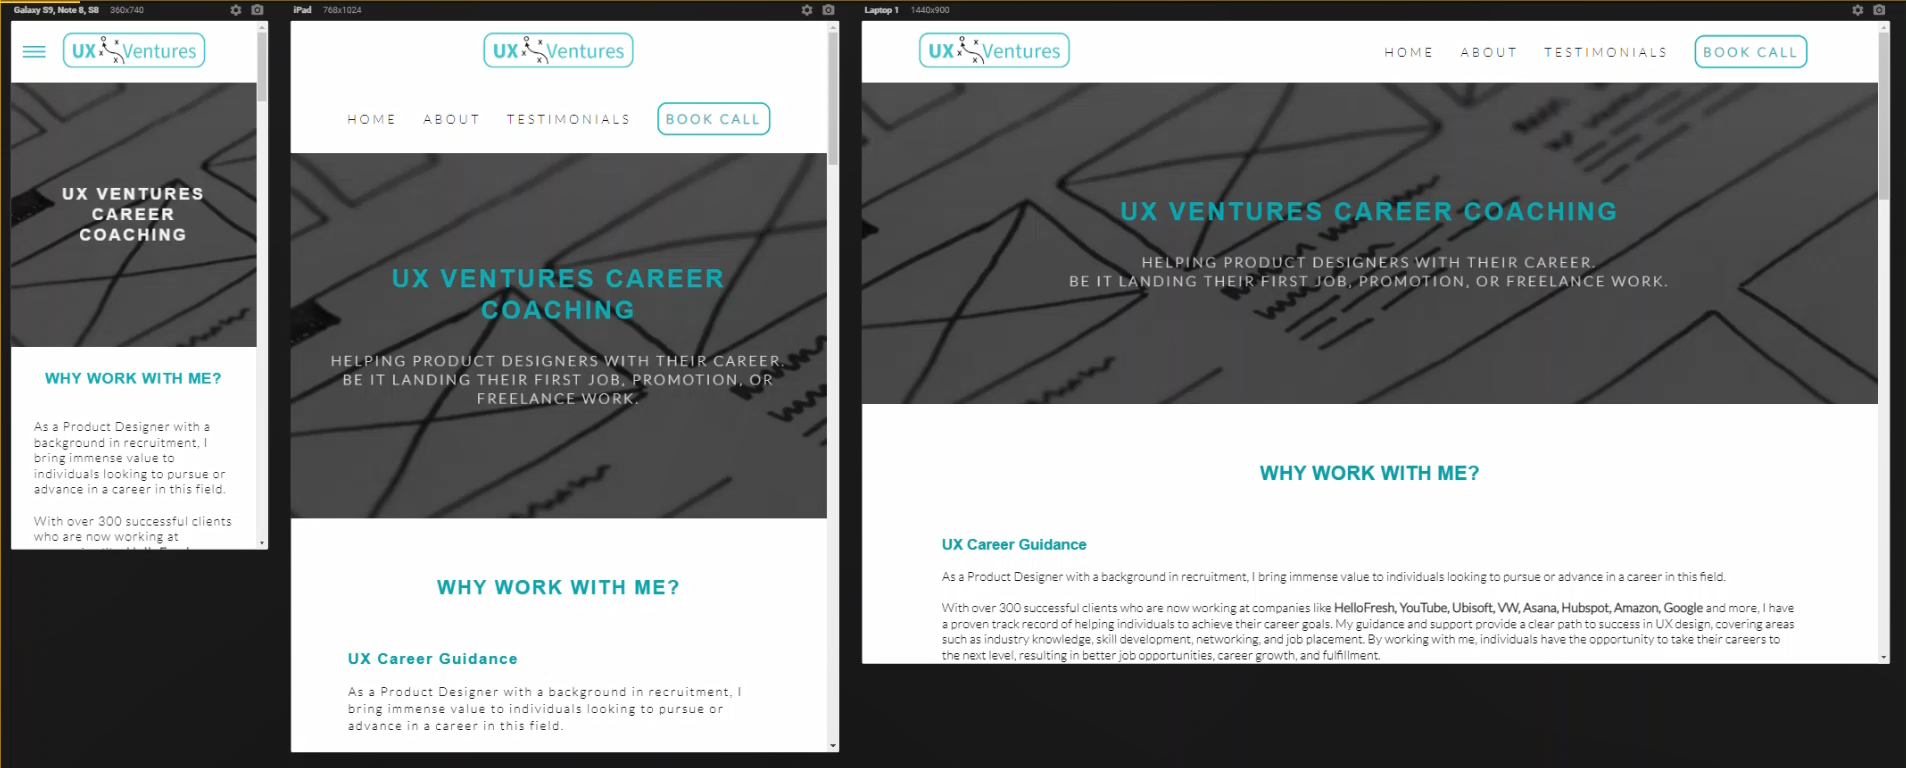 Galaxy S9, Note 8, S8 360x740
UX Ventures
UX VENTURES
CAREER
COACHING
WHY WORK WITH ME?
As a Product Designer with a
background in recruitment, I
bring immense value to
individuals looking to pursue or
advance in a career in this field.
With over 300 successful clients
who are now working at
iPad 768x1024
UX Ventures
HOME ABOUT TESTIMONIALS BOOK CALL
UX VENTURES CAREER
COACHING
HELPING PRODUCT DESIGNERS WITH THEIR CAREER.
BE IT LANDING THEIR FIRST JOB, PROMOTION, OR
FREELANCE WORK.
WHY WORK WITH ME?
UX Career Guidance
As a Product Designer with a background in recruitment, I
bring immense value to individuals looking to pursue or
advance in a career in this field.
Laptop 1 1440x900
UX Ventures
HOME ABOUT TESTIMONIALS BOOK CALL
UX VENTURES CAREER COACHING
HELPING PRODUCT DESIGNERS WITH THEIR CAREER.
BE IT LANDING THEIR FIRST JOB, PROMOTION, OR FREELANCE WORK.
WHY WORK WITH ME?
UX Career Guidance
As a Product Designer with a background in recruitment, I bring immense value to individuals looking to pursue or advance in a career in this field.
With over 300 successful clients who are now working at companies like HelloFresh, YouTube, Ubisoft, VW, Asana, Hubspot, Amazon, Google and more, I have
a proven track record of helping individuals to achieve their career goals. My guidance and support provide a clear path to success in UX design, covering areas
such as industry knowledge, skill development, networking, and job placement. By working with me, individuals have the opportunity to take their careers to
the next level, resulting in better job opportunities, career growth, and fulfillment.